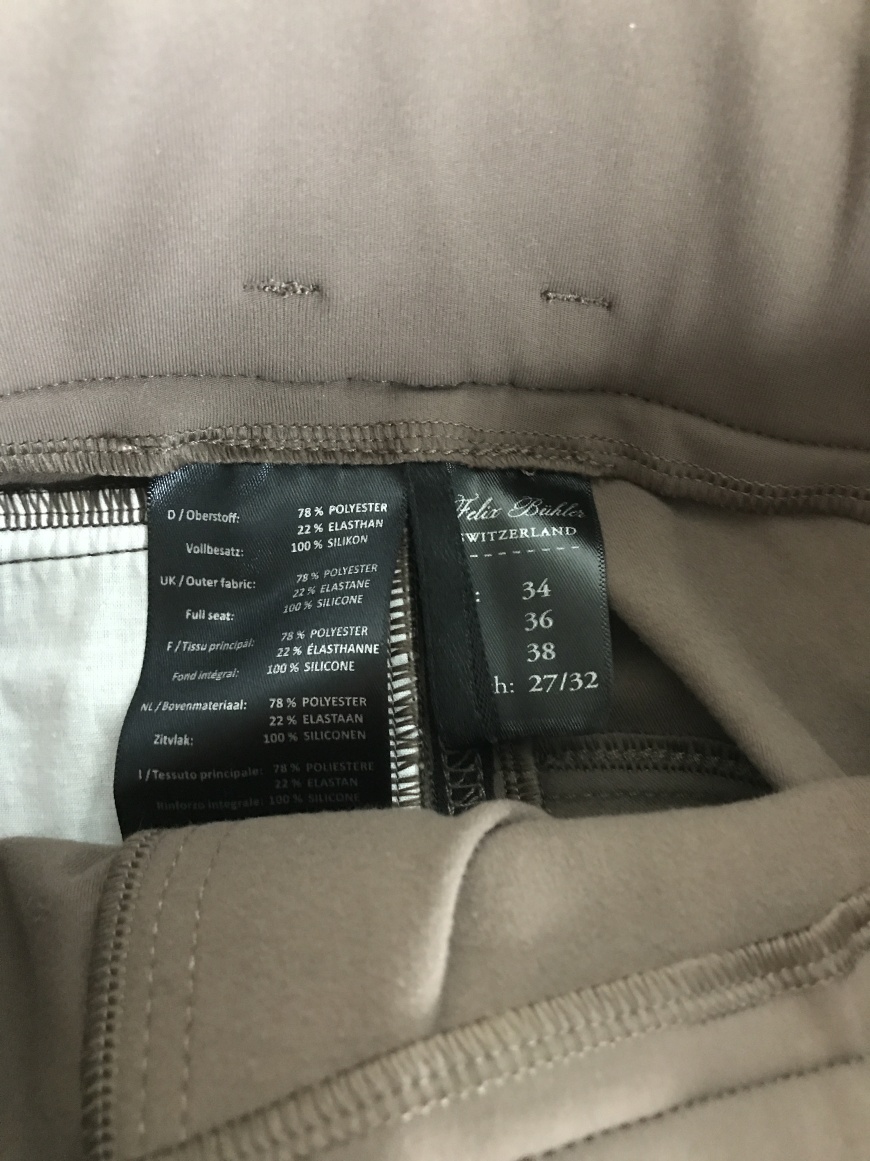 D / Oberstoff: 78 % POLYESTER
22 % ELASTHAN
Vollbesatz: 100 % SILIKON
UK / Outer fabric: 78 % POLYESTER
22 % ELASTANE
Full seat: 100 % SILICONE
F / Tissu principal: 78 % POLYESTER
22 % ÉLASTHANNE
Fond intégral: 100 % SILICONE
NL / Bovenmateriaal: 78 % POLYESTER
22 % ELASTAAN
Zitvlak: 100 % SILICONEN
I / Tessuto principale: 78 % POLIESTERE
22 % ELASTAN
Rinforzo integrale: 100 % SILICONE
Felix Bühler
SWITZERLAND
: 34
36
38
h: 27/32